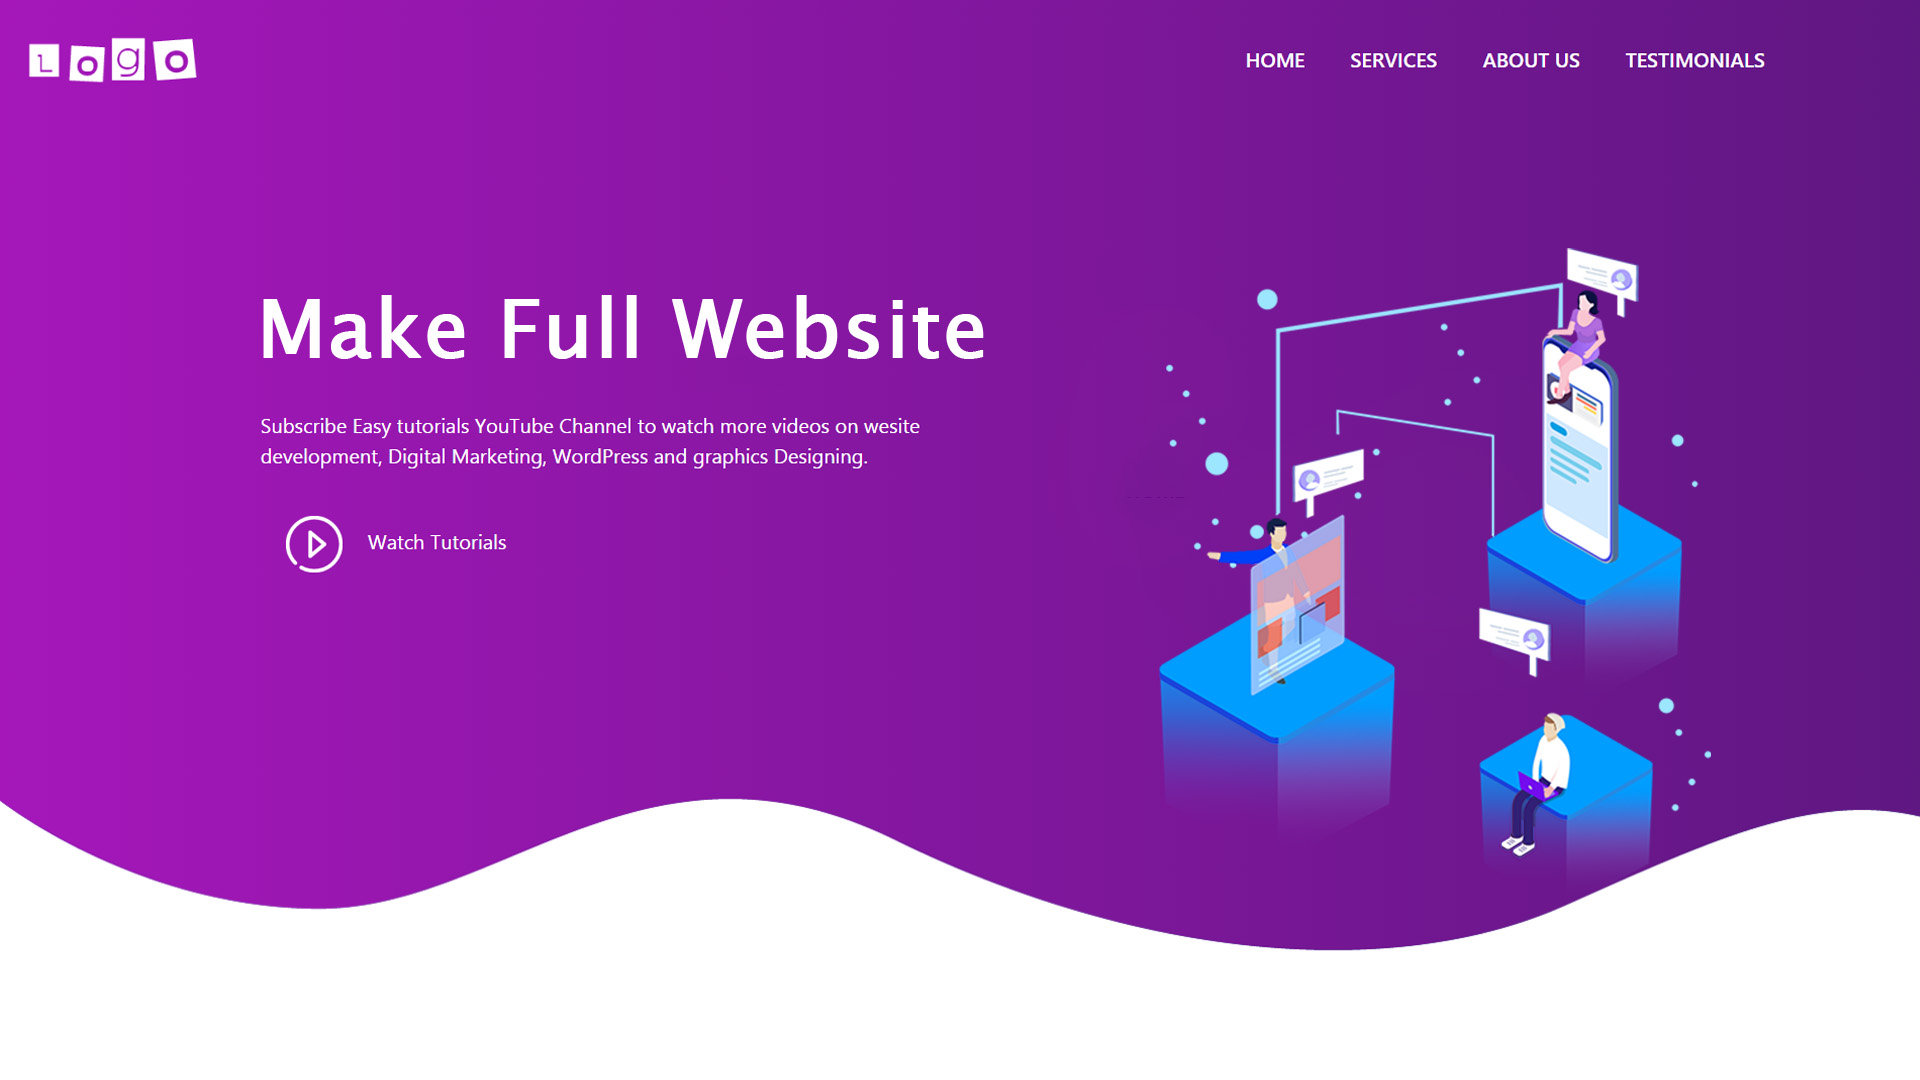 Logo
HOME SERVICES ABOUT US TESTIMONIALS
Make Full Website
Subscribe Easy tutorials YouTube Channel to watch more videos on wesite
development, Digital Marketing, WordPress and graphics Designing.
Watch Tutorials